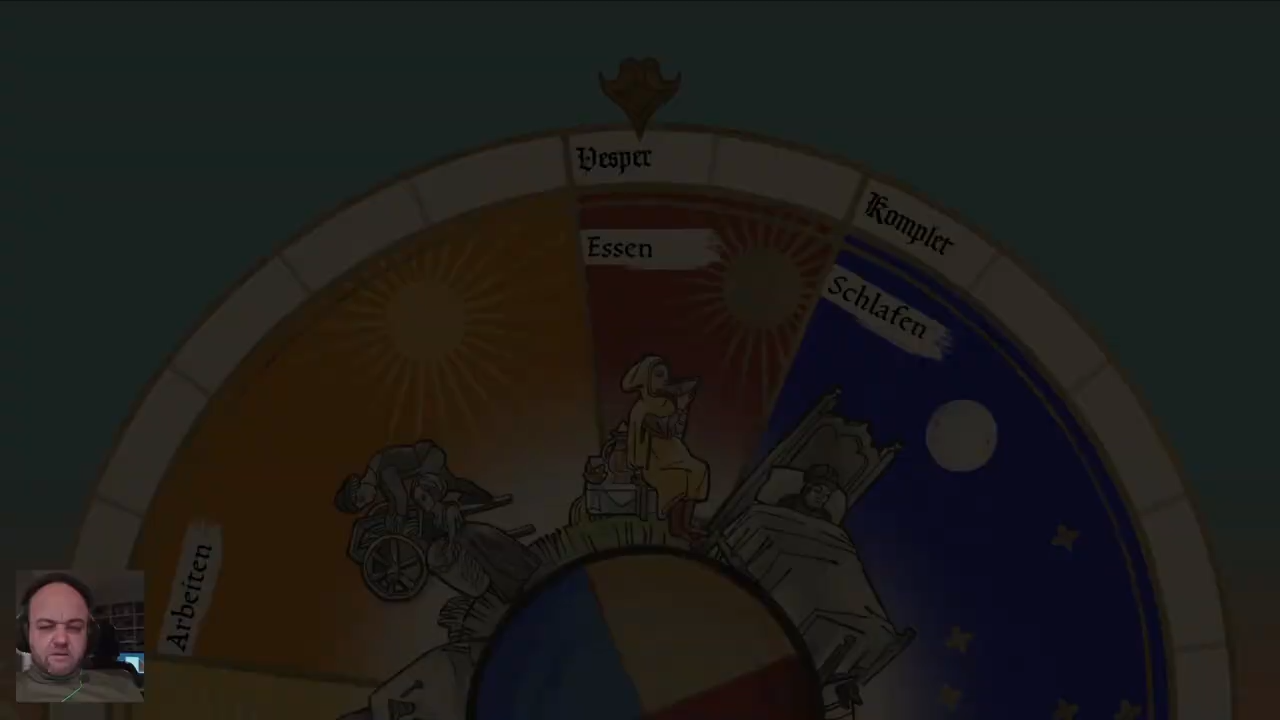 Vesper
Komplet
Essen
Schlafen
Arbeiten